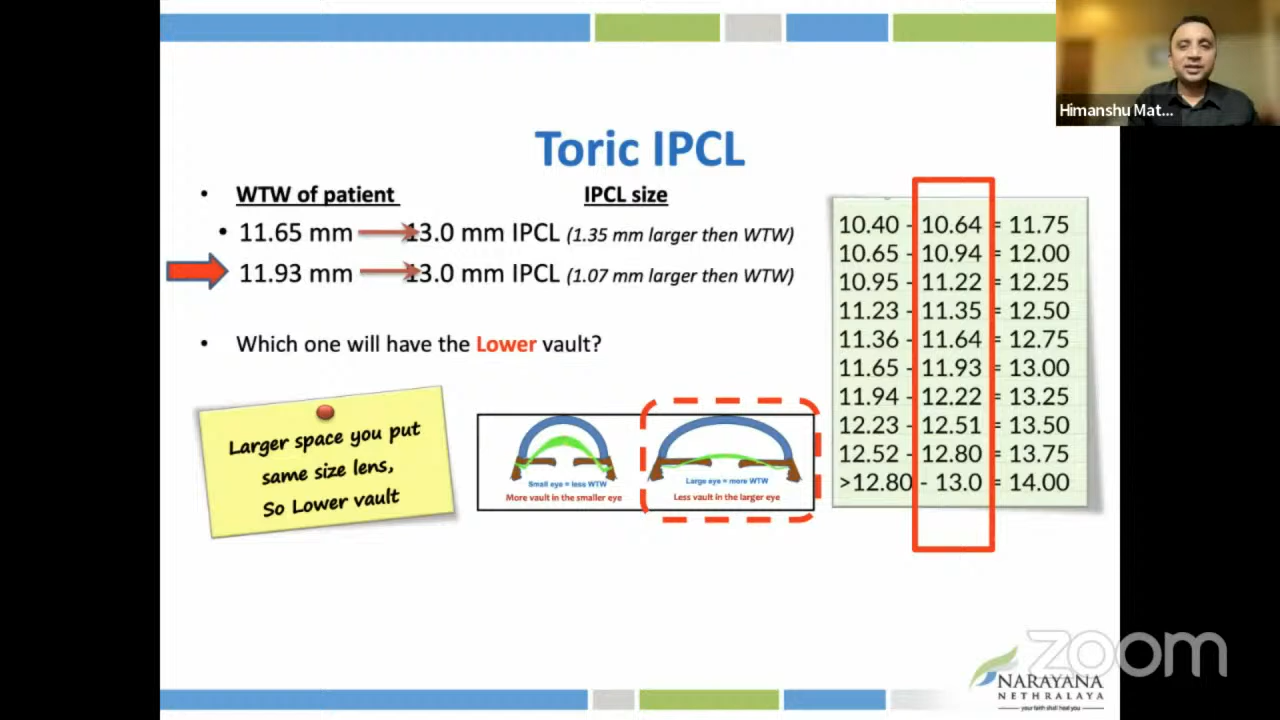 Himanshu Mat...
Toric IPCL
• WTW of patient IPCL size
• 11.65 mm 13.0 mm IPCL (1.35 mm larger then WTW)
11.93 mm 13.0 mm IPCL (1.07 mm larger then WTW)
• Which one will have the Lower vault?
Larger space you put
same size lens,
So Lower vault
Small eye = less WTW
More vault in the smaller eye
Large eye = more WTW
Less vault in the larger eye
10.40 - 10.64 = 11.75
10.65 - 10.94 = 12.00
10.95 - 11.22 = 12.25
11.23 - 11.35 = 12.50
11.36 - 11.64 = 12.75
11.65 - 11.93 = 13.00
11.94 - 12.22 = 13.25
12.23 - 12.51 = 13.50
12.52 - 12.80 = 13.75
>12.80 - 13.0 = 14.00
zoom
NARAYANA
NETHRALAYA
your faith shall heal you